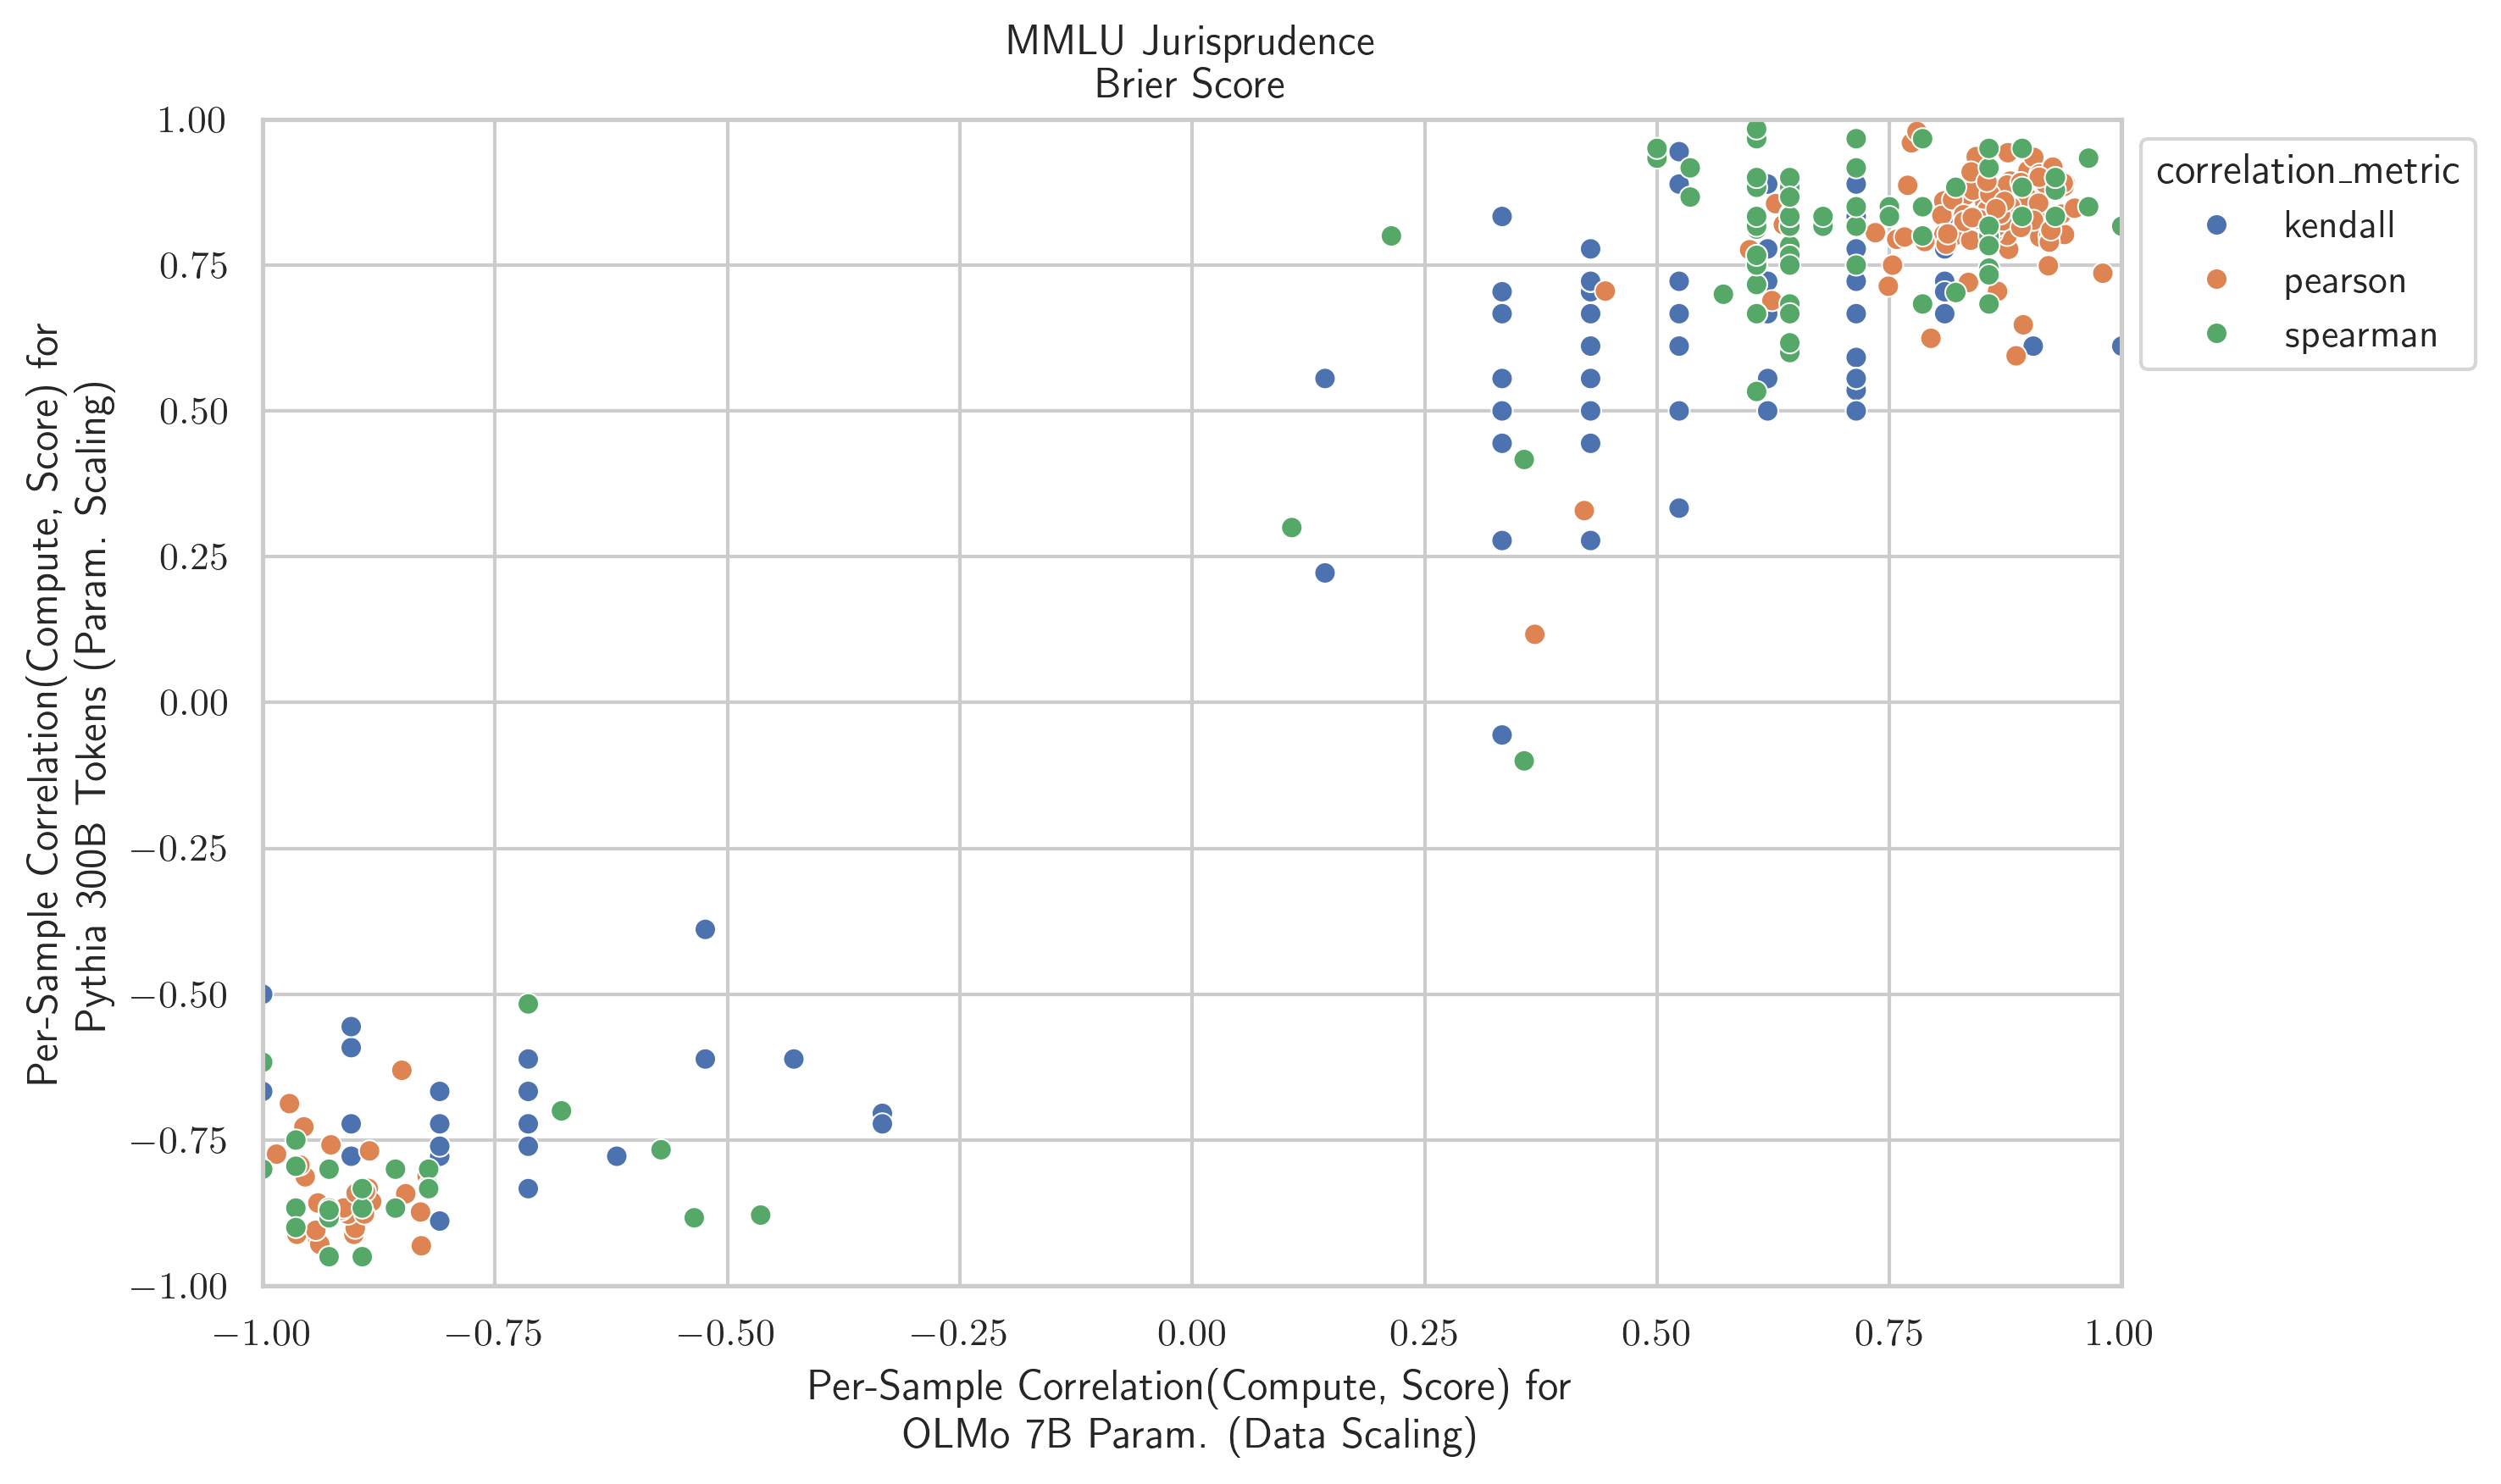 MMLU Jurisprudence
Brier Score
Per-Sample Correlation(Compute, Score) for
Pythia 300B Tokens (Param. Scaling)
1.00
0.75
0.50
0.25
0.00
−0.25
−0.50
−0.75
−1.00
−1.00 −0.75 −0.50 −0.25 0.00 0.25 0.50 0.75 1.00
Per-Sample Correlation(Compute, Score) for
OLMo 7B Param. (Data Scaling)
correlation_metric
kendall
pearson
spearman